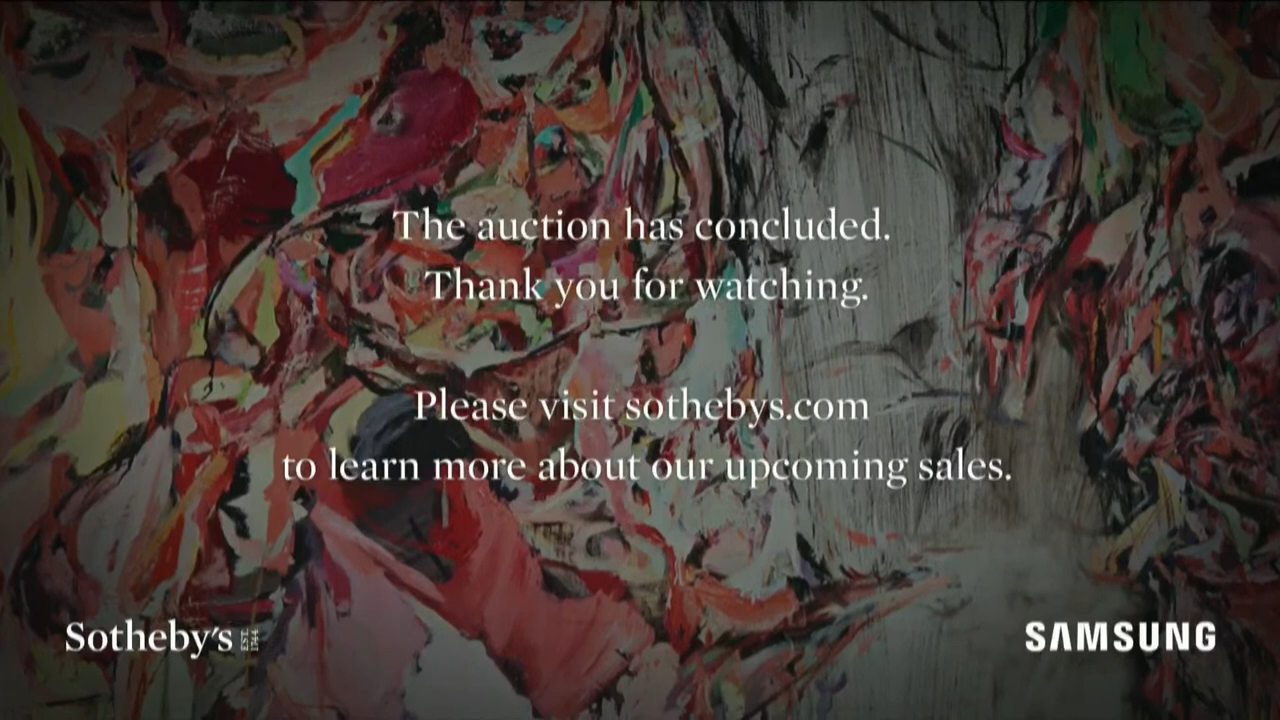 The auction has concluded.
Thank you for watching.
Please visit sothebys.com
to learn more about our upcoming sales.
Sotheby's EST. 1744
SAMSUNG